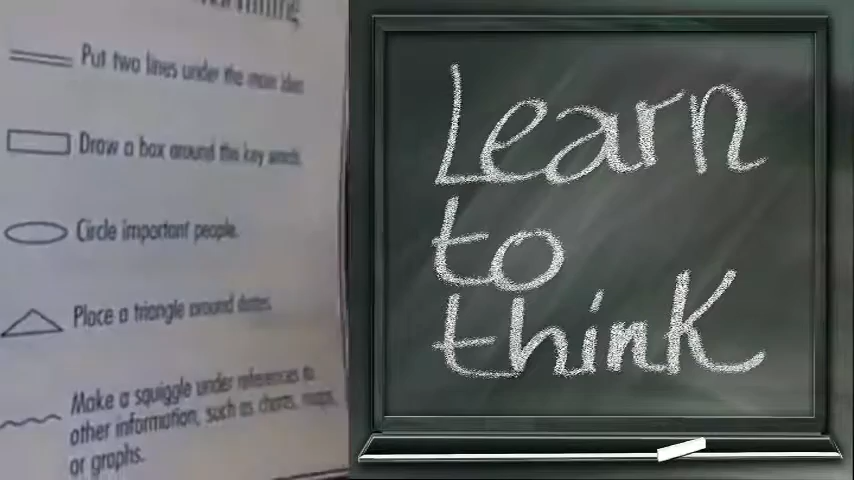 Put two lines under the main idea
Draw a box around the key words.
Circle important people.
Place a triangle around dates.
Make a squiggle under references to
other information, such as charts, maps,
or graphs.
Learn
to
think